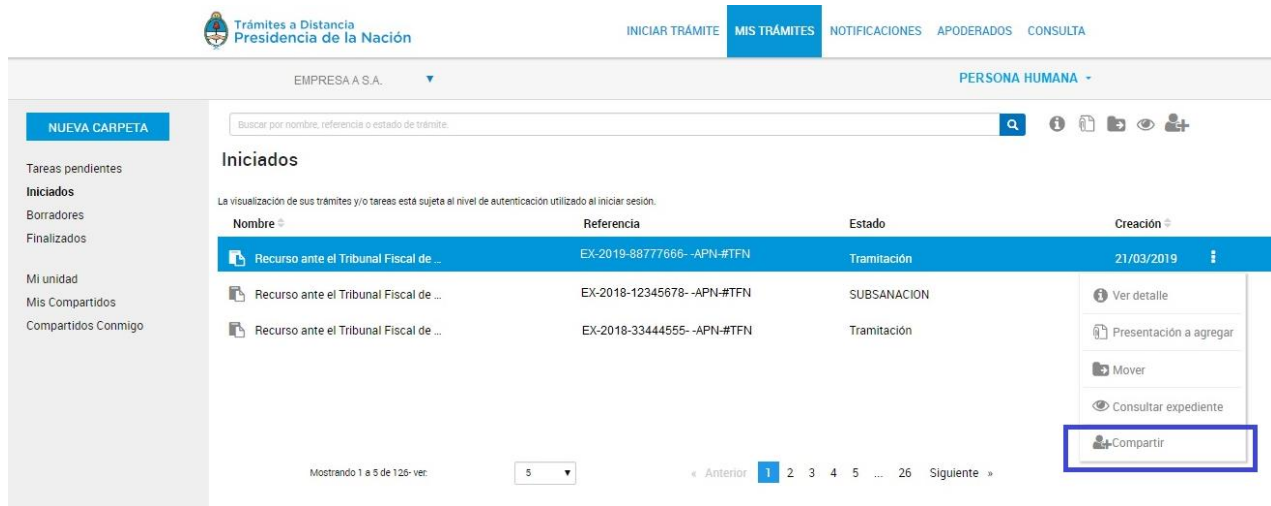 Trámites a Distancia
Presidencia de la Nación
INICIAR TRÁMITE MIS TRÁMITES NOTIFICACIONES APODERADOS CONSULTA
EMPRESA A S.A. PERSONA HUMANA
NUEVA CARPETA
Buscar por nombre, referencia o estado de trámite.
Tareas pendientes
Iniciados
Borradores
Finalizados
Mi unidad
Mis Compartidos
Compartidos Conmigo
Iniciados
La visualización de sus trámites y/o tareas está sujeta al nivel de autenticación utilizado al iniciar sesión.
Nombre Referencia Estado Creación
Recurso ante el Tribunal Fiscal de ... EX-2019-88777666- -APN-#TFN Tramitación 21/03/2019
Recurso ante el Tribunal Fiscal de ... EX-2018-12345678- -APN-#TFN SUBSANACION
Recurso ante el Tribunal Fiscal de ... EX-2018-33444555- -APN-#TFN Tramitación
Ver detalle
Presentación a agregar
Mover
Consultar expediente
Compartir
Mostrando 1 a 5 de 126- ver: 5 « Anterior 1 2 3 4 5 ... 26 Siguiente »